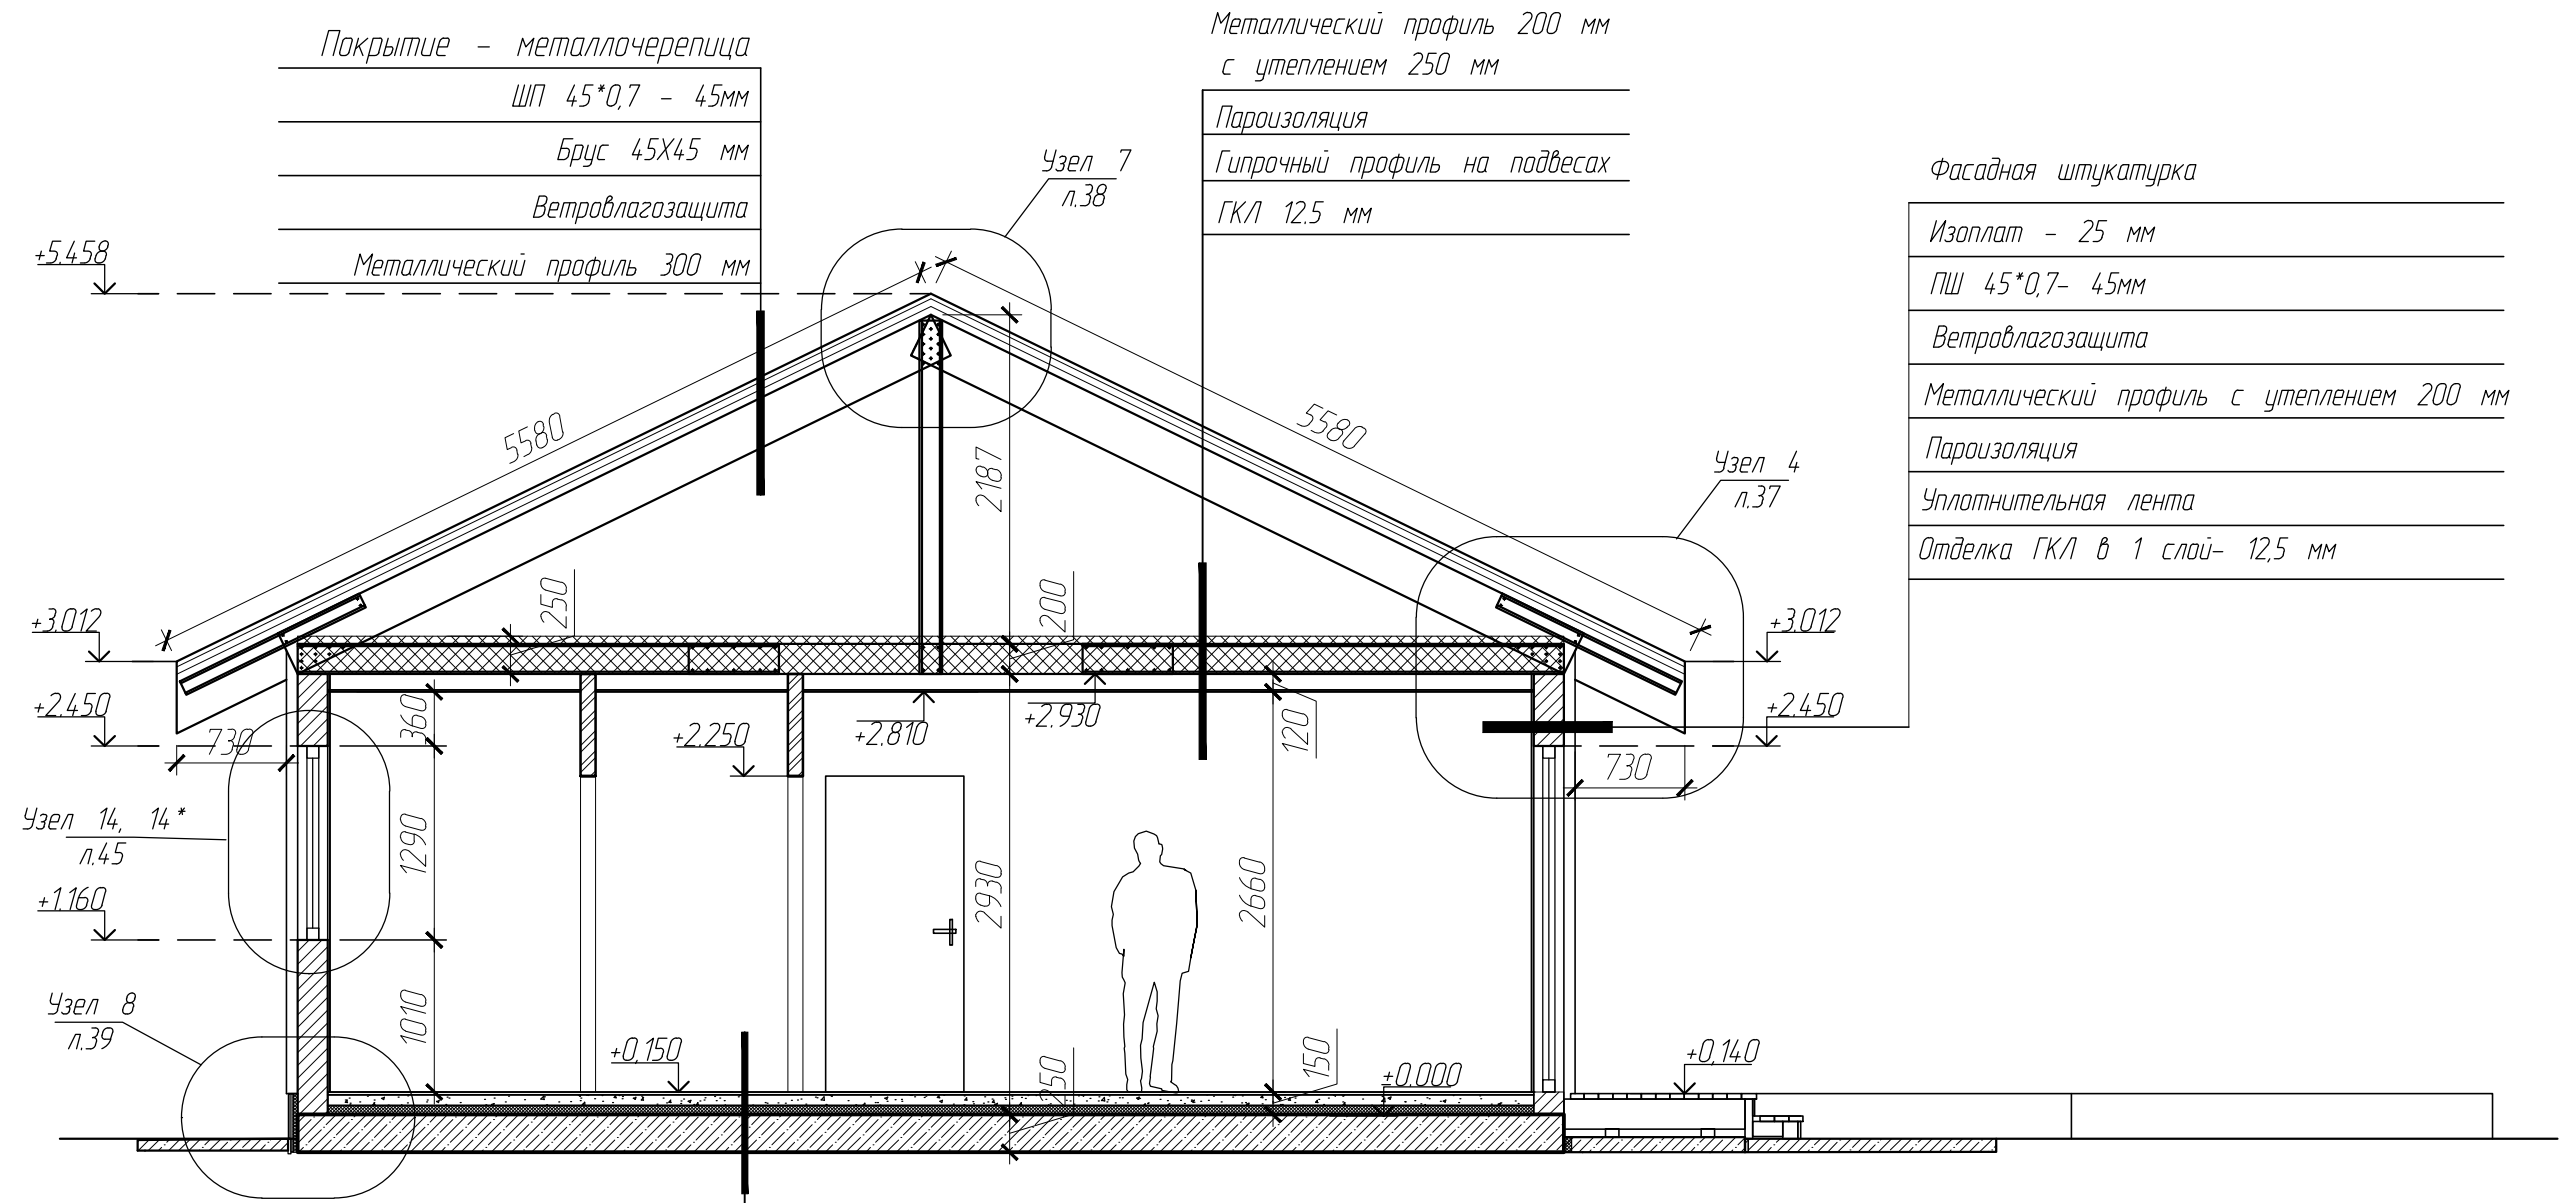 Покрытие - металлочерепица
ШП 45*0,7 - 45мм
Брус 45Х45 мм
Ветровлагозащита
Металлический профиль 300 мм
Металлический профиль 200 мм
с утеплением 250 мм
Пароизоляция
Гипрочный профиль на подвесах
ГКЛ 12.5 мм
Фасадная штукатурка
Изоплат - 25 мм
ПШ 45*0,7- 45мм
Ветровлагозащита
Металлический профиль с утеплением 200 мм
Пароизоляция
Уплотнительная лента
Отделка ГКЛ в 1 слой- 12,5 мм
Узел 7
л.38
Узел 4
л.37
+5.458
5580
5580
2187
250
200
+3.012
+3.012
+2.450
+2.450
730
730
360
+2.250
+2.810
+2.930
120
Узел 14, 14*
л.45
1290
2930
2660
+1.160
1010
Узел 8
л.39
+0,150
350
150
±0.000
+0,140